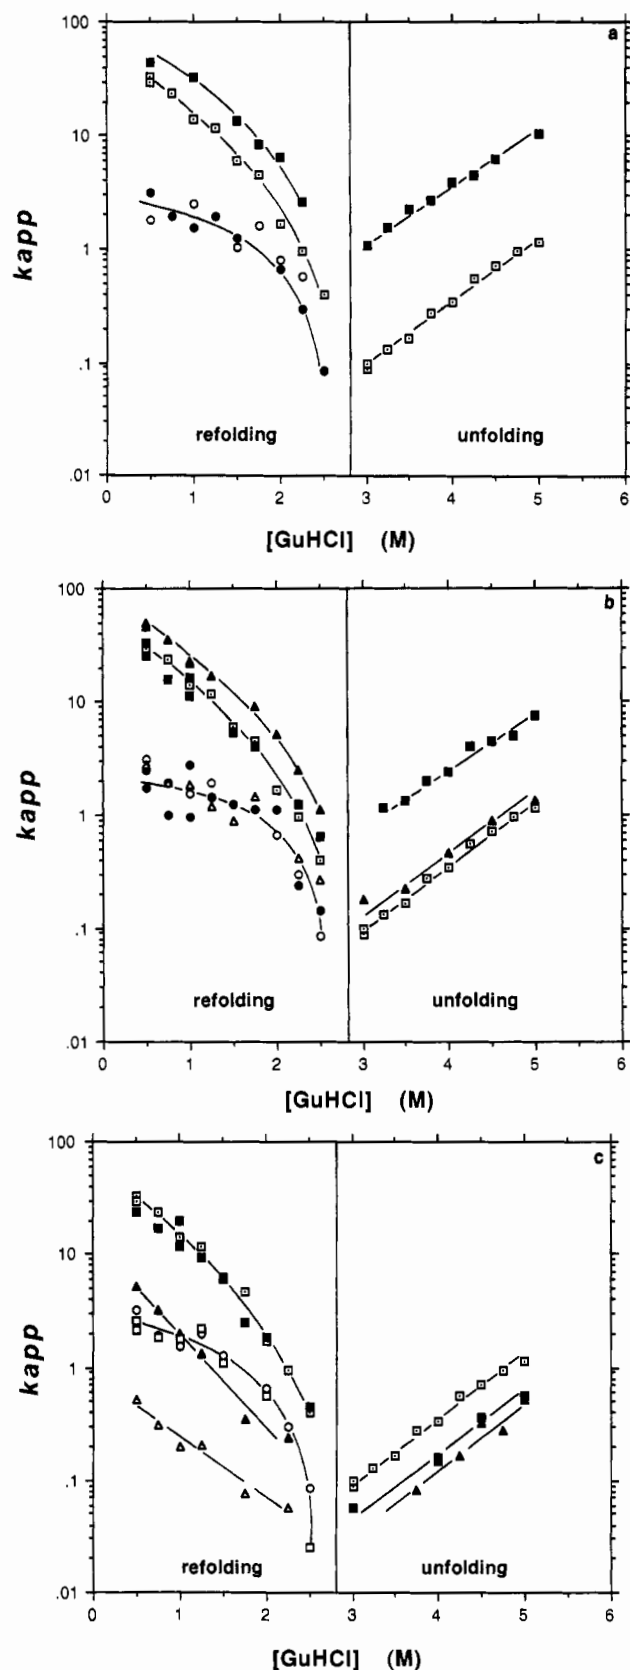 a
100
10
1
.1
.01
kapp
refolding
unfolding
0 1 2 3 4 5 6
[GuHCl] (M)
b
100
10
1
.1
.01
kapp
refolding
unfolding
0 1 2 3 4 5 6
[GuHCl] (M)
c
100
10
1
.1
.01
kapp
refolding
unfolding
0 1 2 3 4 5 6
[GuHCl] (M)